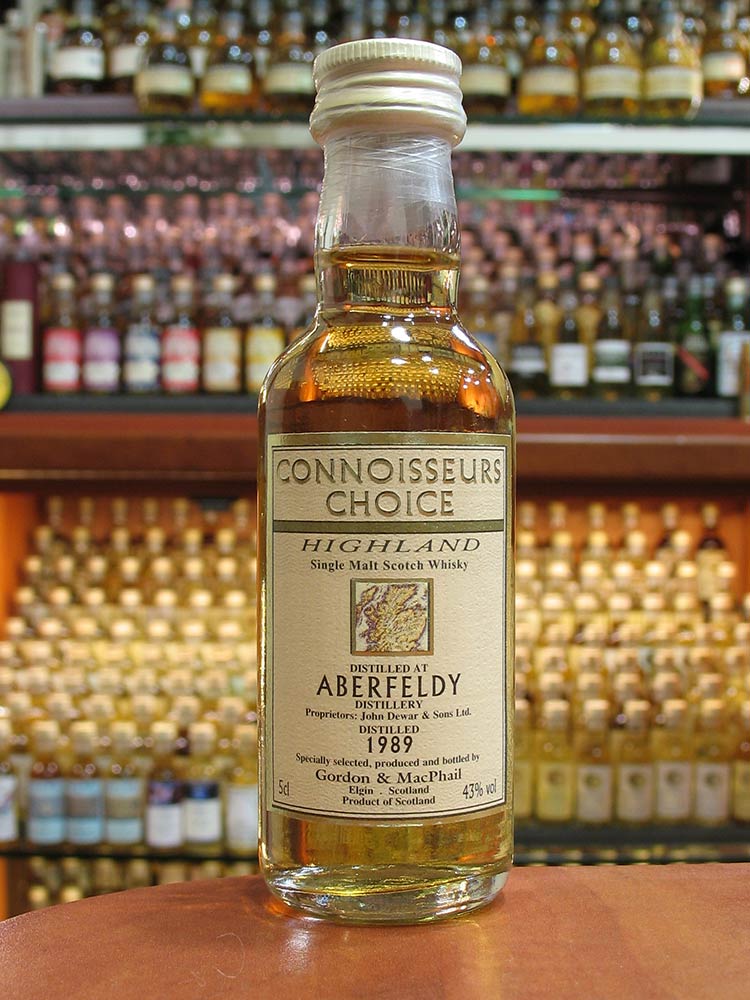 CONNOISSEURS
CHOICE
HIGHLAND
Single Malt Scotch Whisky
DISTILLED AT
ABERFELDY
DISTILLERY
Proprietors: John Dewar & Sons Ltd.
DISTILLED
1989
Specially selected, produced and bottled by
Gordon & MacPhail
Elgin . Scotland
5cl Product of Scotland 43% vol